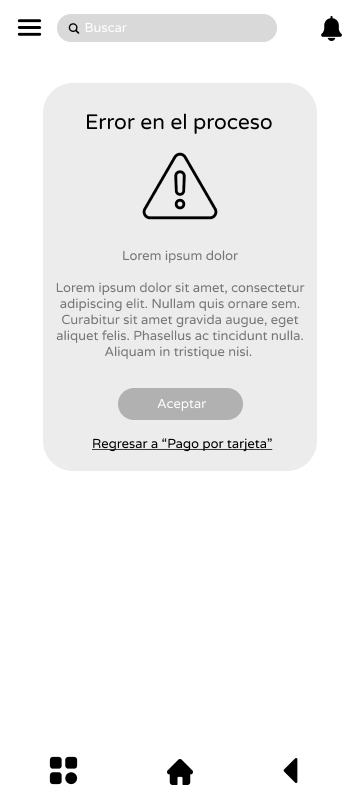 Buscar
Error en el proceso
Lorem ipsum dolor
Lorem ipsum dolor sit amet, consectetur
adipiscing elit. Nullam quis ornare sem.
Curabitur sit amet gravida augue, eget
aliquet felis. Phasellus ac tincidunt nulla.
Aliquam in tristique nisi.
Aceptar
Regresar a “Pago por tarjeta”